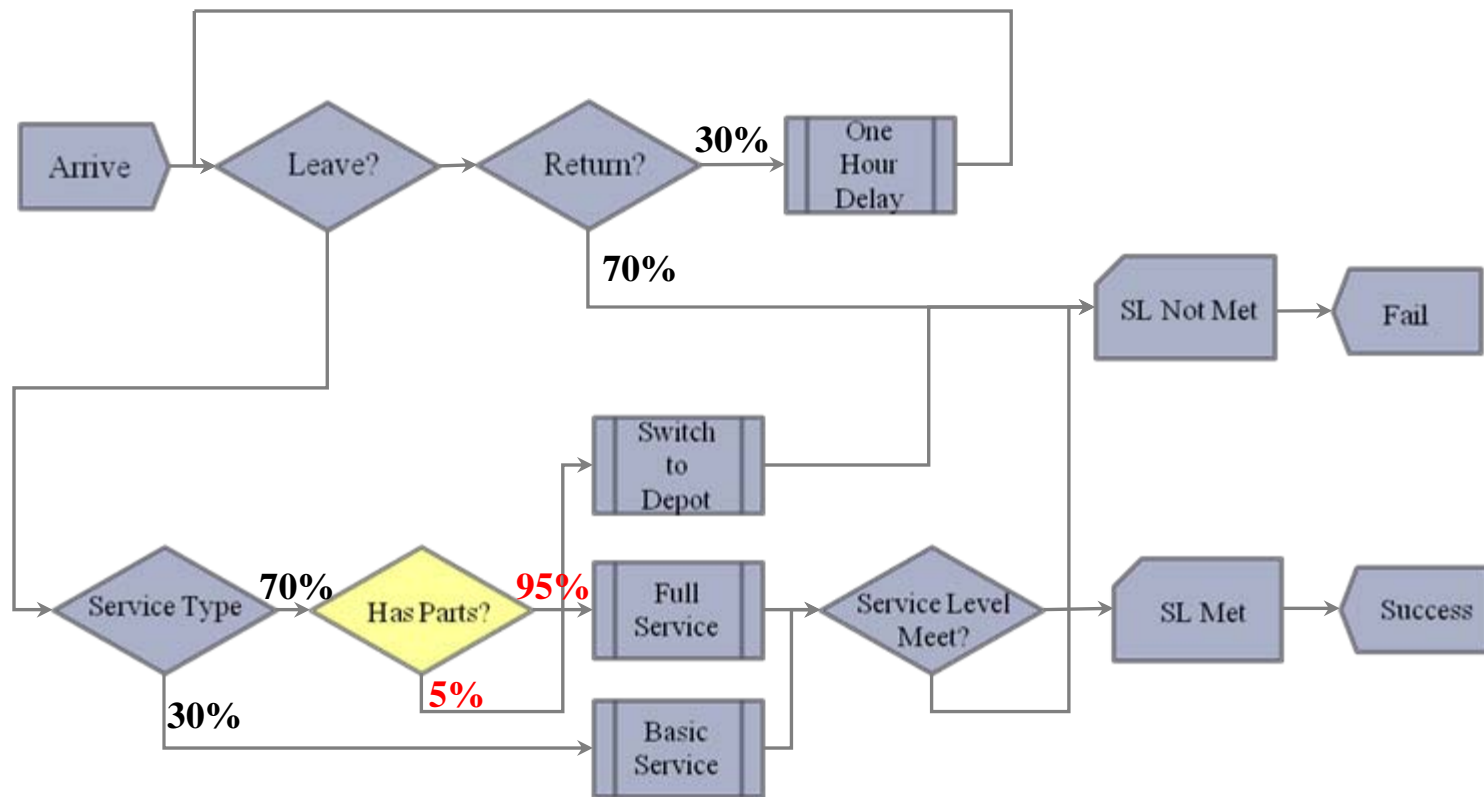 Arrive
Leave?
Return?
30%
One
Hour
Delay
70%
SL Not Met
Fail
Switch
to
Depot
Service Type
70%
Has Parts?
95%
Full
Service
Service Level
Meet?
SL Met
Success
5%
30%
Basic
Service